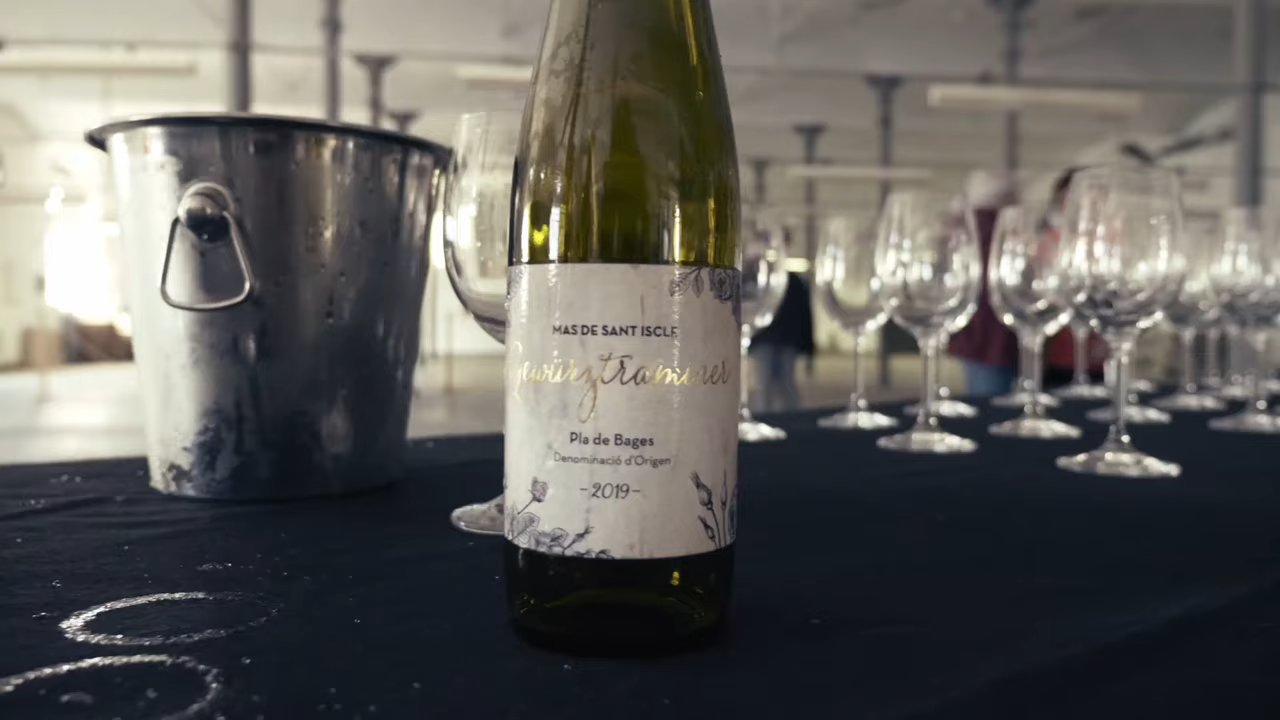 MAS DE SANT ISCLE
Gewürztraminer
Pla de Bages
Denominació d'Origen
-2019-